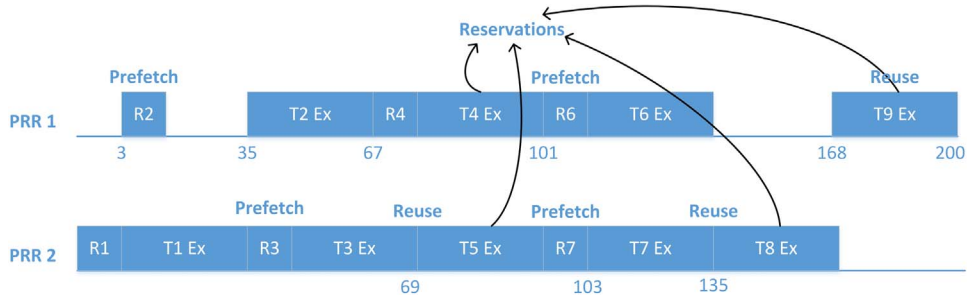 Reservations
Prefetch
Prefetch
Reuse
PRR 1
R2
T2 Ex
R4
T4 Ex
R6
T6 Ex
T9 Ex
3
35
67
101
168
200
Prefetch
Reuse
Prefetch
Reuse
PRR 2
R1
T1 Ex
R3
T3 Ex
T5 Ex
R7
T7 Ex
T8 Ex
69
103
135